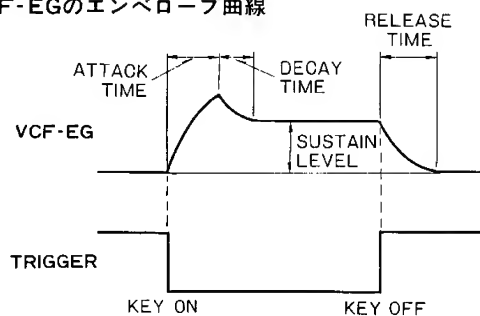 F-EGのエンベロープ曲線
RELEASE
TIME
ATTACK
TIME
DECAY
TIME
VCF-EG
SUSTAIN
LEVEL
TRIGGER
KEY ON
KEY OFF